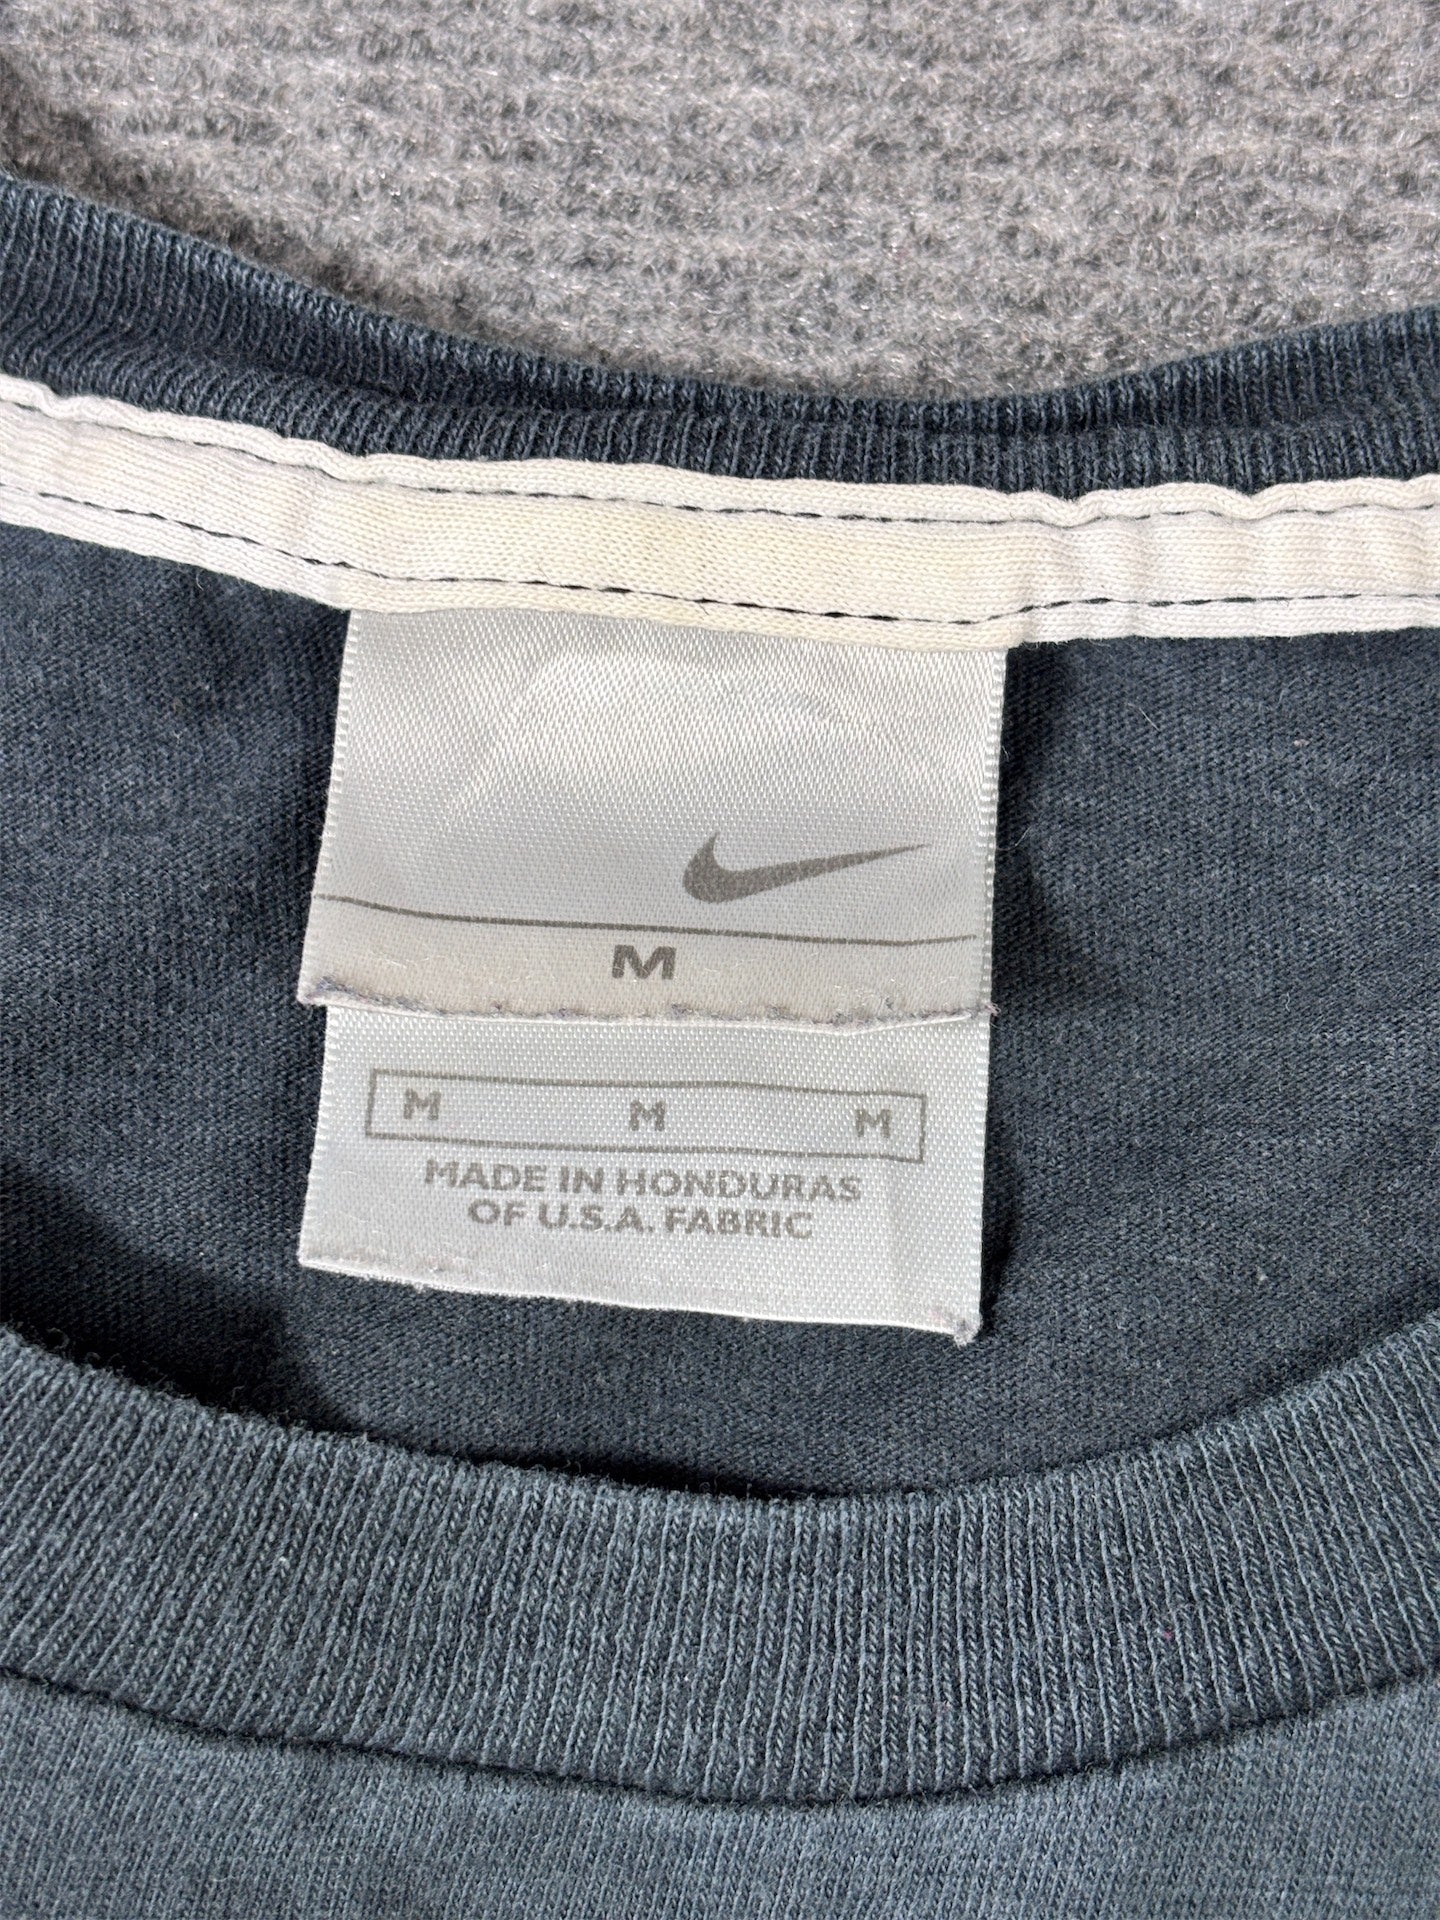 M
M M M
MADE IN HONDURAS
OF U.S.A. FABRIC